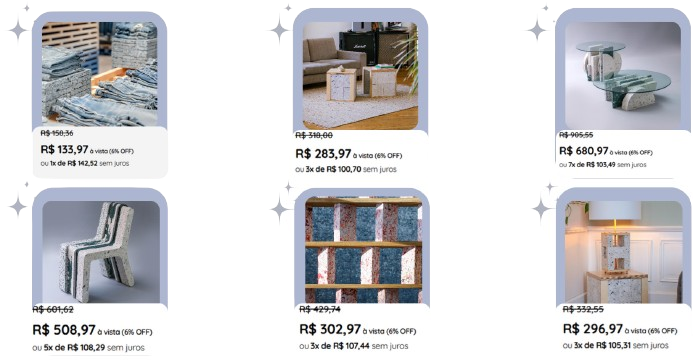 R$ 158,36
R$ 133,97 à vista (6% OFF)
ou 1x de R$ 142,52 sem juros
Marshall
R$ 318,00
R$ 283,97 à vista (6% OFF)
ou 3x de R$ 100,70 sem juros
R$ 905,55
R$ 680,97 à vista (6% OFF)
ou 7x de R$ 103,49 sem juros
R$ 601,62
R$ 508,97 à vista (6% OFF)
ou 5x de R$ 108,29 sem juros
R$ 429,74
R$ 302,97 à vista (6% OFF)
ou 3x de R$ 107,44 sem juros
R$ 332,55
R$ 296,97 à vista (6% OFF)
ou 3x de R$ 105,31 sem juros